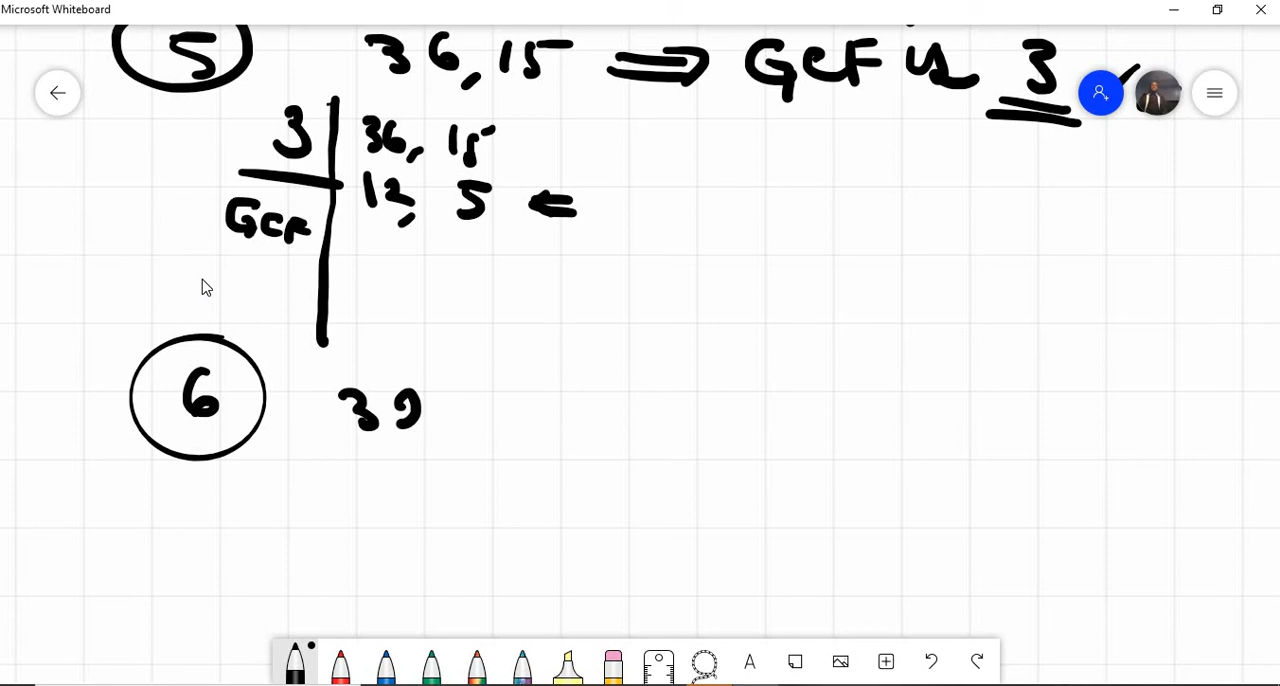 Microsoft Whiteboard
5 36, 15 ⇒ GCF is 3
3 36, 15
12, 5 ⇐
GCF
6 39
A